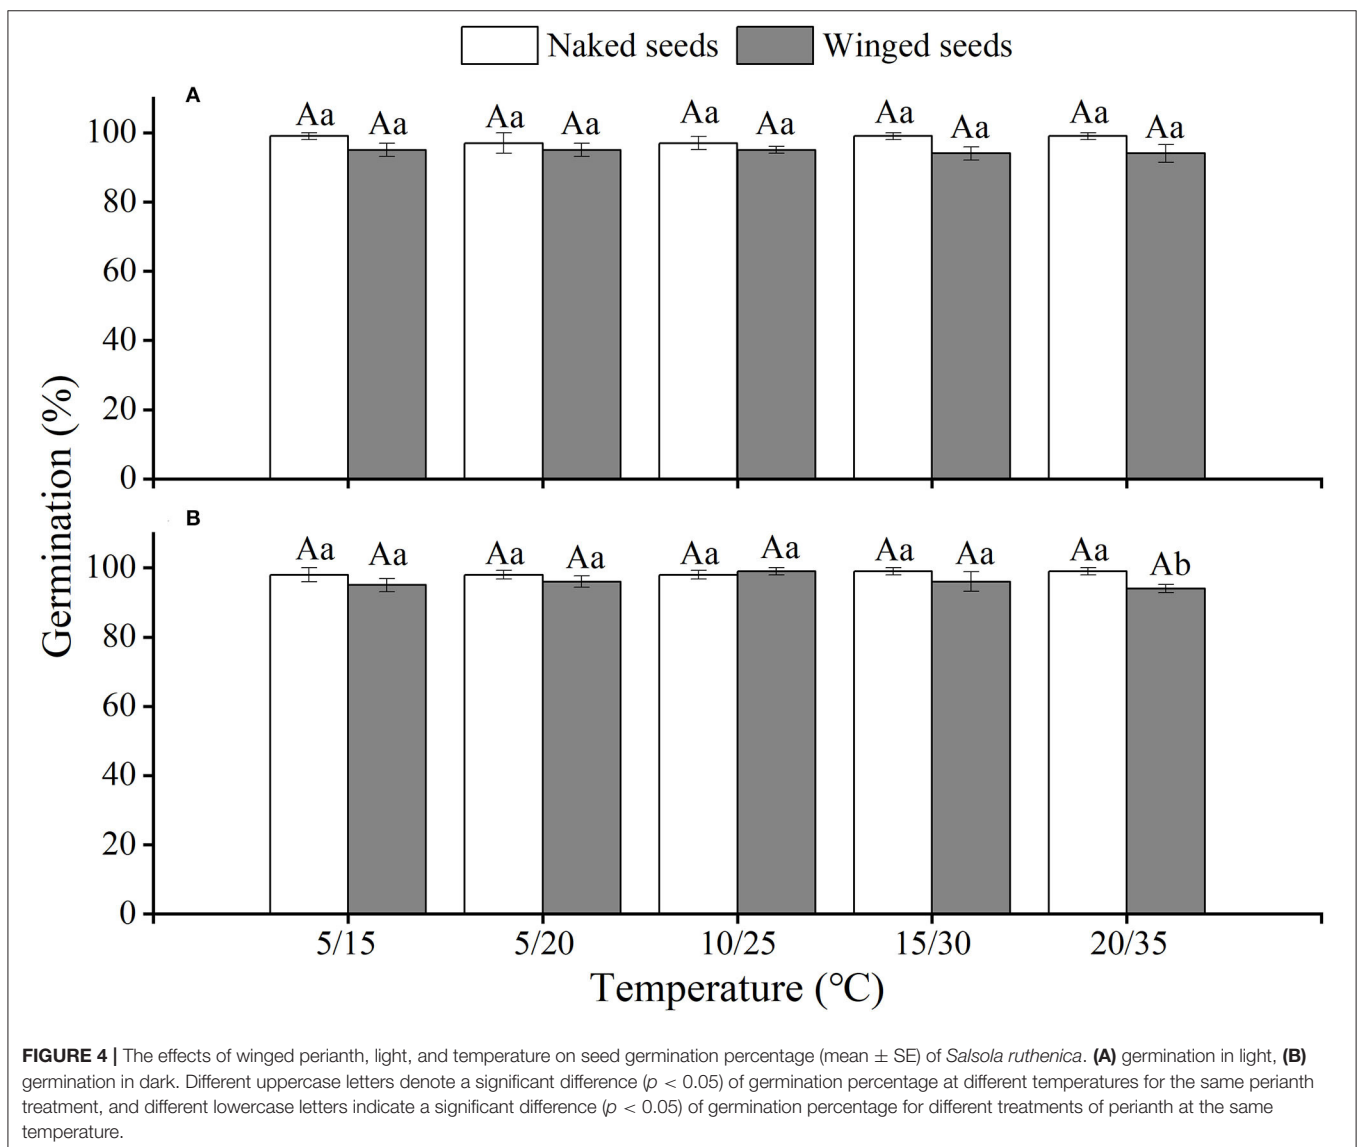 Naked seeds Winged seeds
A
Aa Aa Aa Aa Aa Aa Aa Aa Aa Aa
100
80
60
40
20
0
B
Aa Aa Aa Aa Aa Aa Aa Aa Aa Ab
100
80
60
40
20
0
Germination (%)
5/15 5/20 10/25 15/30 20/35
Temperature (°C)
FIGURE 4 | The effects of winged perianth, light, and temperature on seed germination percentage (mean ± SE) of Salsola ruthenica. (A) germination in light, (B)
germination in dark. Different uppercase letters denote a significant difference (p < 0.05) of germination percentage at different temperatures for the same perianth
treatment, and different lowercase letters indicate a significant difference (p < 0.05) of germination percentage for different treatments of perianth at the same
temperature.